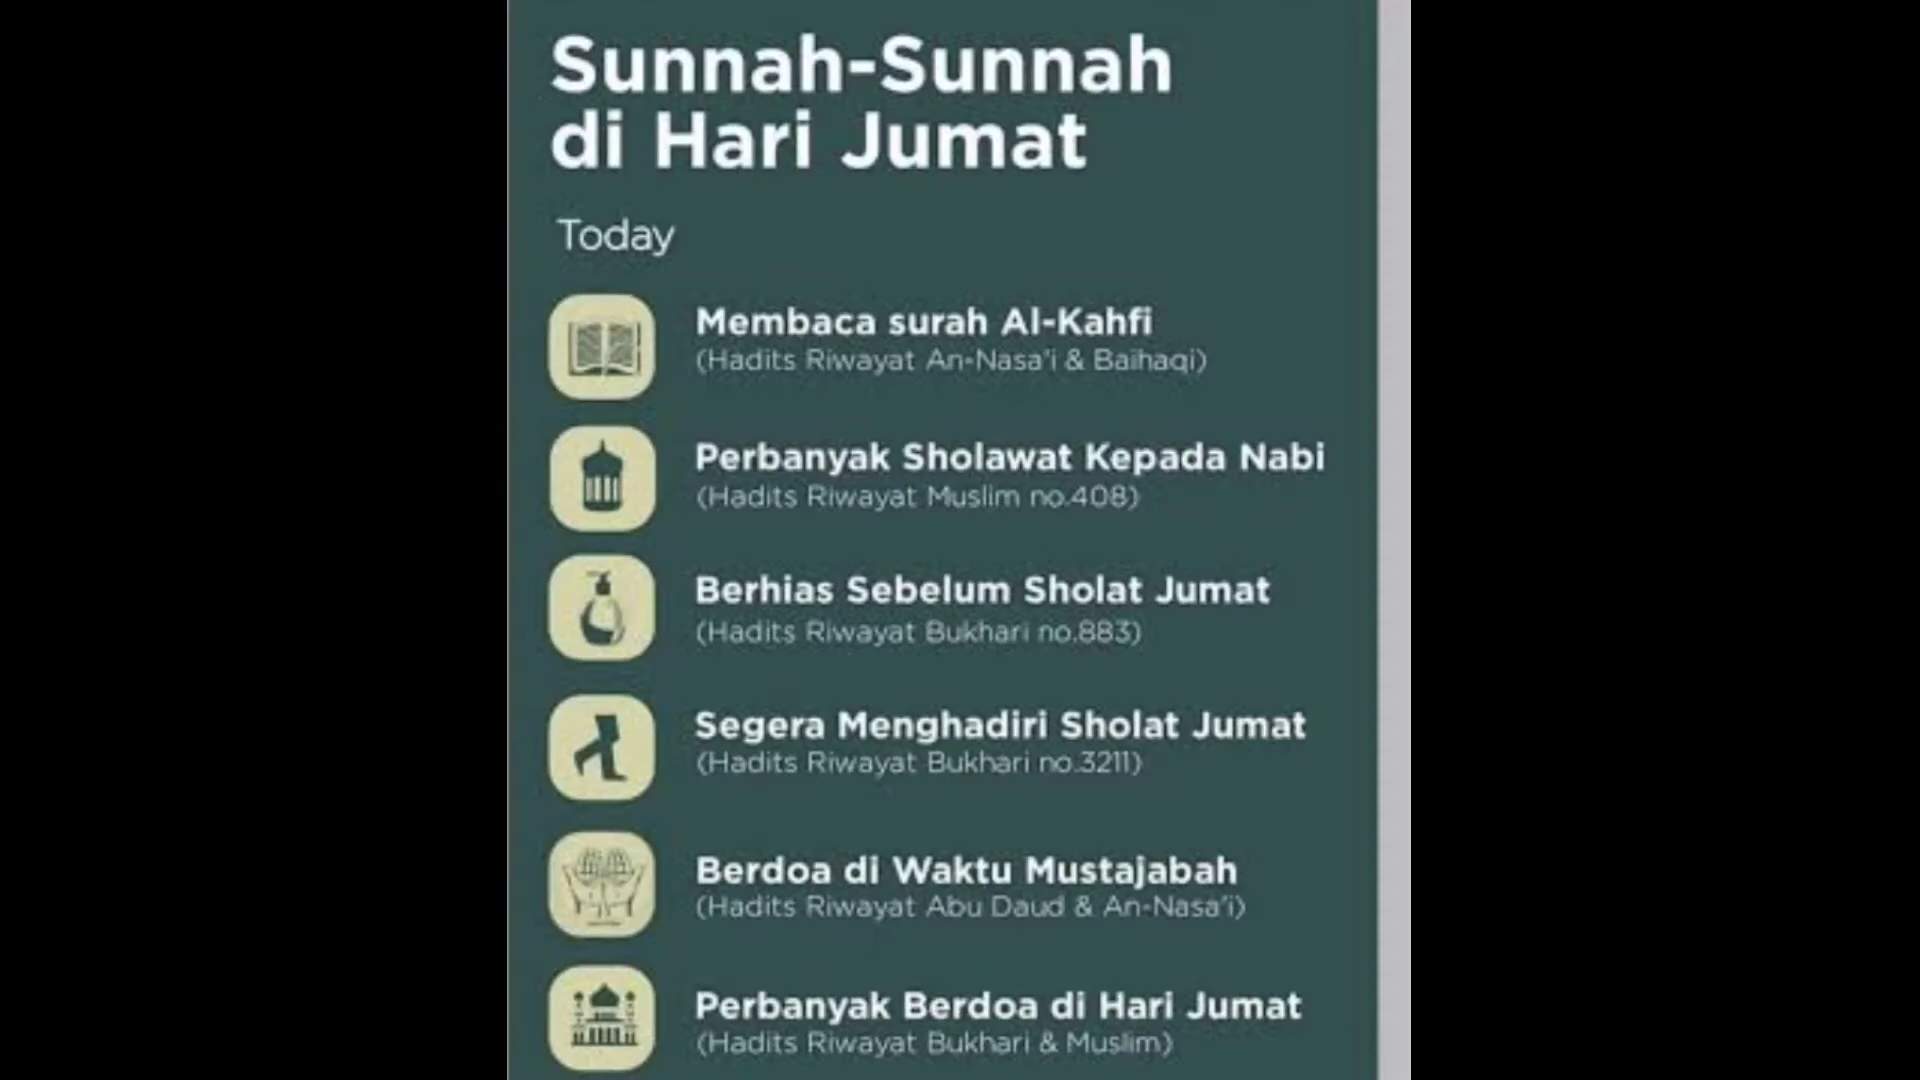 Sunnah-Sunnah
di Hari Jumat
Today
Membaca surah Al-Kahfi
(Hadits Riwayat An-Nasa'i & Baihaqi)
Perbanyak Sholawat Kepada Nabi
(Hadits Riwayat Muslim no.408)
Berhias Sebelum Sholat Jumat
(Hadits Riwayat Bukhari no.883)
Segera Menghadiri Sholat Jumat
(Hadits Riwayat Bukhari no.3211)
Berdoa di Waktu Mustajabah
(Hadits Riwayat Abu Daud & An-Nasa'i)
Perbanyak Berdoa di Hari Jumat
(Hadits Riwayat Bukhari & Muslim)